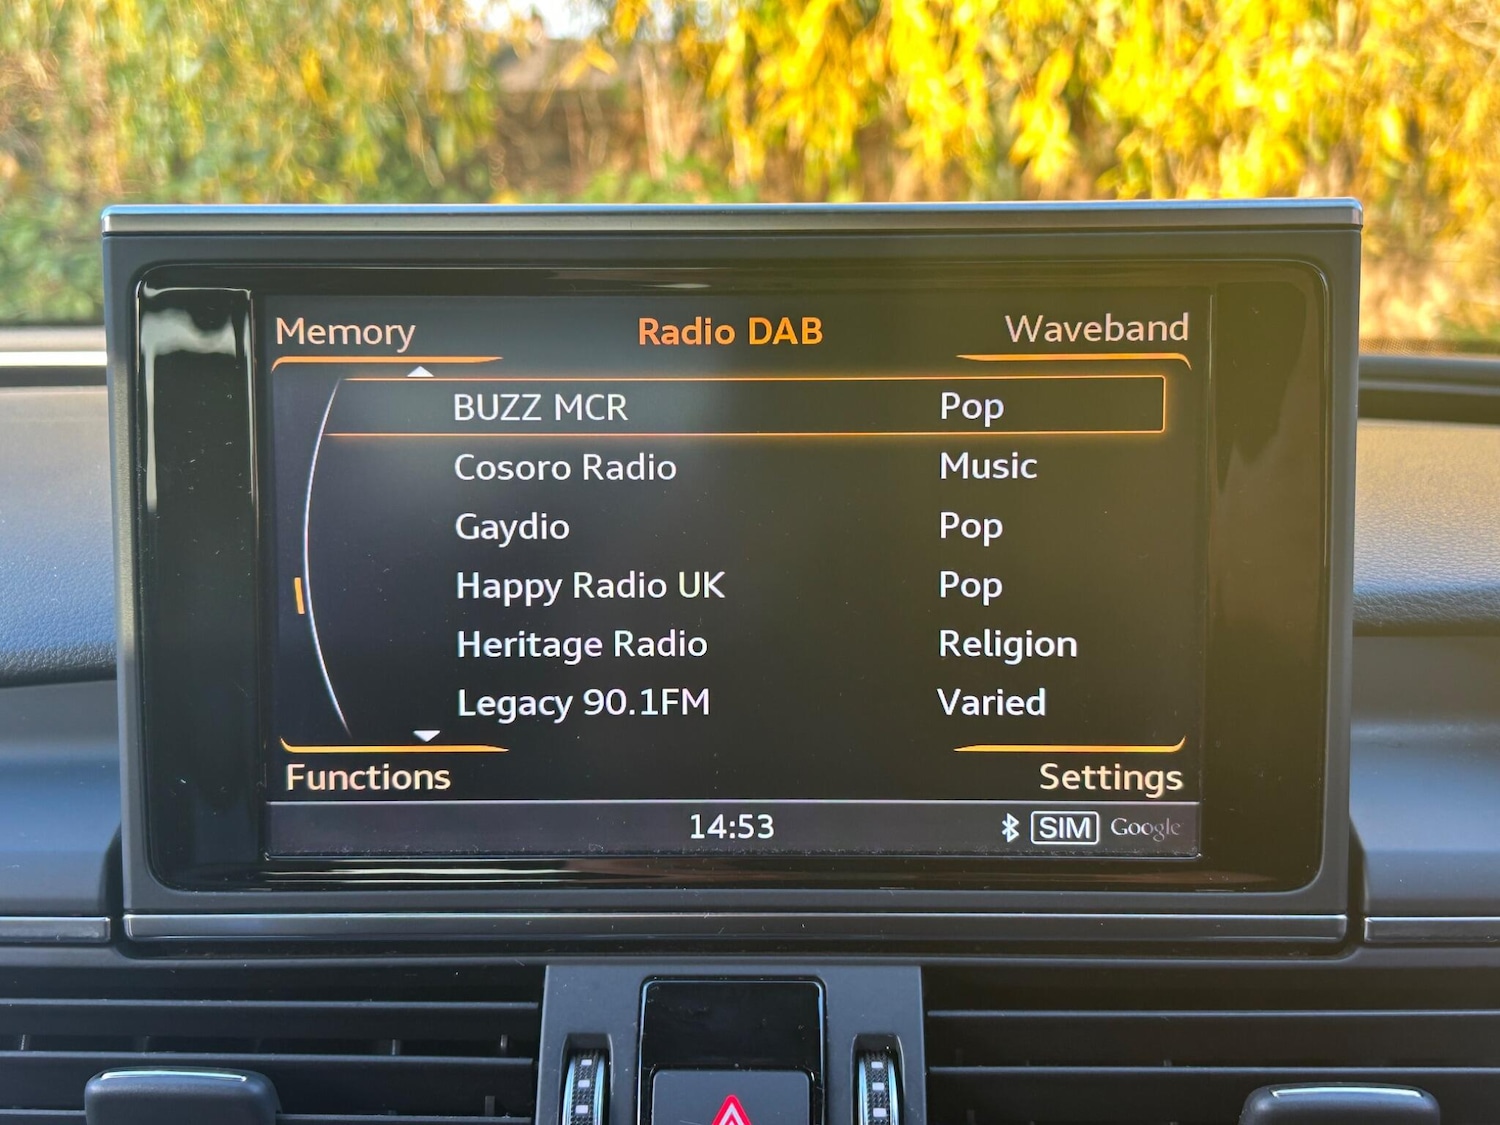 Memory Radio DAB Waveband
BUZZ MCR Pop
Cosoro Radio Music
Gaydio Pop
Happy Radio UK Pop
Heritage Radio Religion
Legacy 90.1FM Varied
Functions Settings
14:53 SIM Google